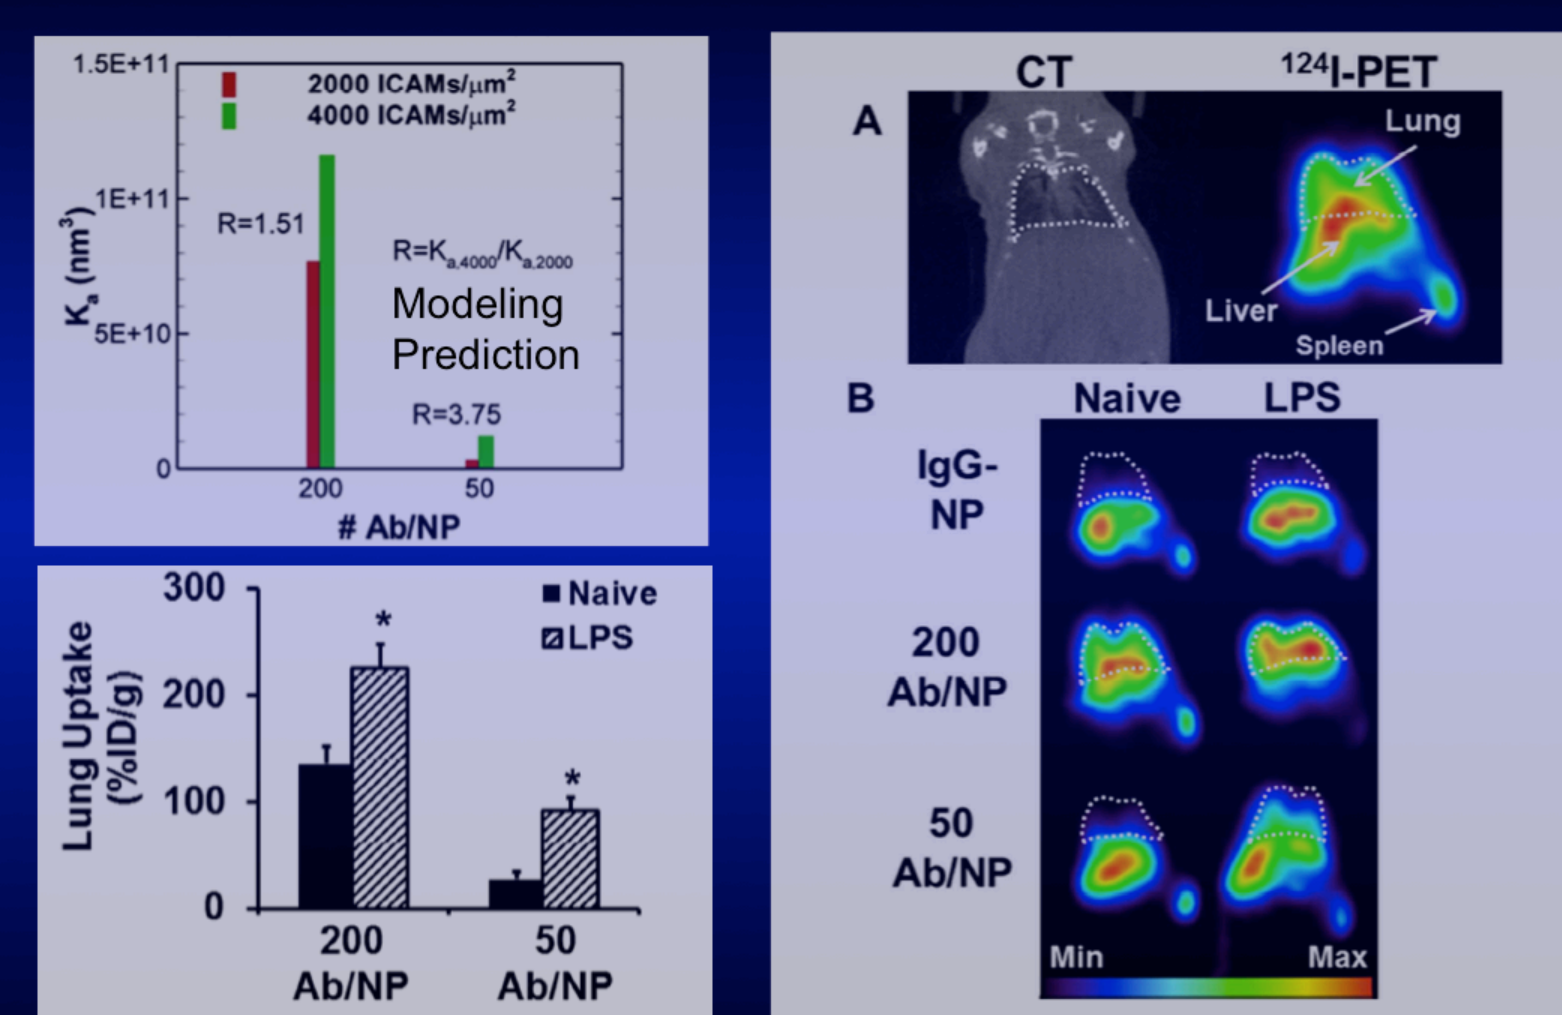 1.5E+11
2000 ICAMs/μm²
4000 ICAMs/μm²
1E+11
R=1.51
R=Ka,4000/Ka,2000
Ka (nm³)
Modeling
5E+10
Prediction
R=3.75
0
200 50
# Ab/NP
300
Naive
*
LPS
200
Lung Uptake
(%ID/g)
*
100
0
200 50
Ab/NP Ab/NP
CT ¹²⁴I-PET
A
Lung
Liver
Spleen
B
Naive LPS
IgG-
NP
200
Ab/NP
50
Ab/NP
Min Max